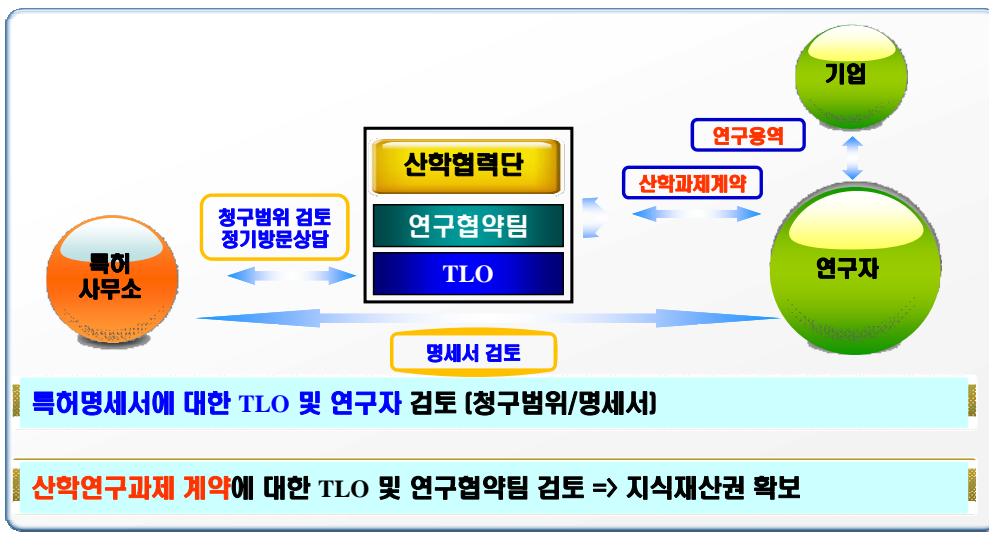 기업
연구용역
산학협력단
산학과제계약
청구범위 검토
정기방문상담
연구협약팀
특허
사무소
TLO
연구자
명세서 검토
특허명세서에 대한 TLO 및 연구자 검토 (청구범위/명세서)
산학연구과제 계약에 대한 TLO 및 연구협약팀 검토 => 지식재산권 확보